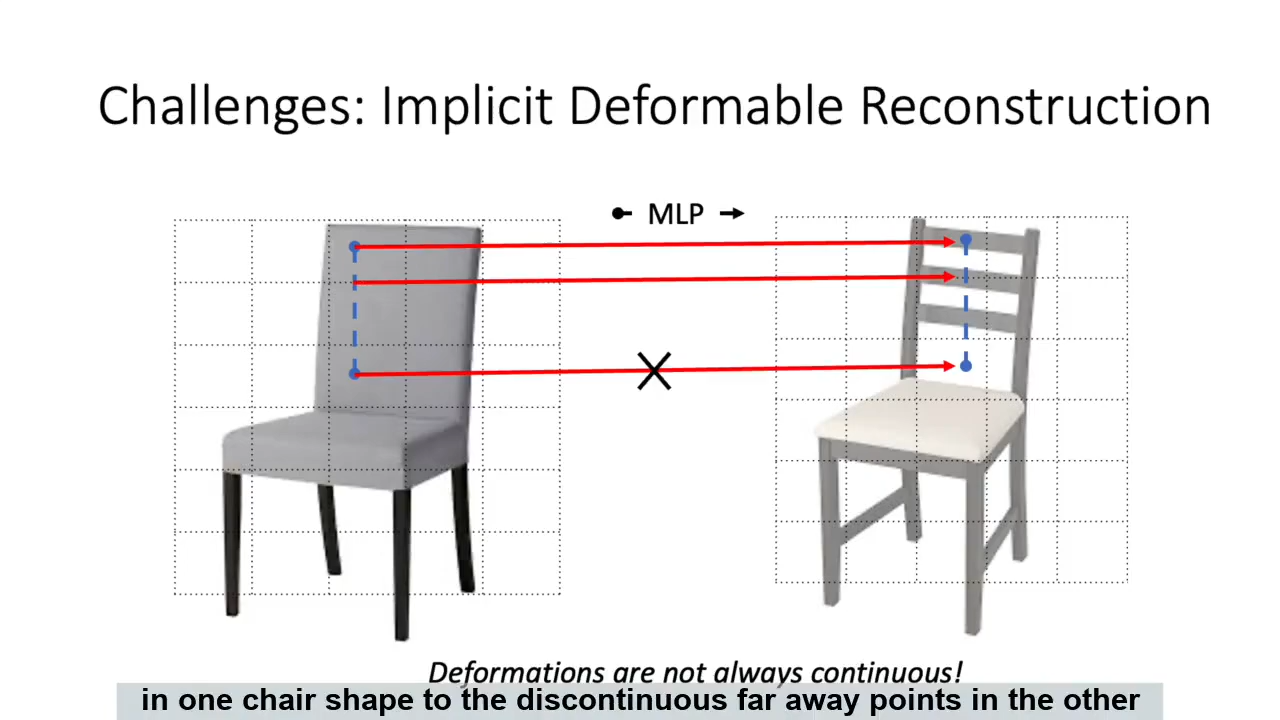 Challenges: Implicit Deformable Reconstruction
MLP
Deformations are not always continuous!
in one chair shape to the discontinuous far away points in the other